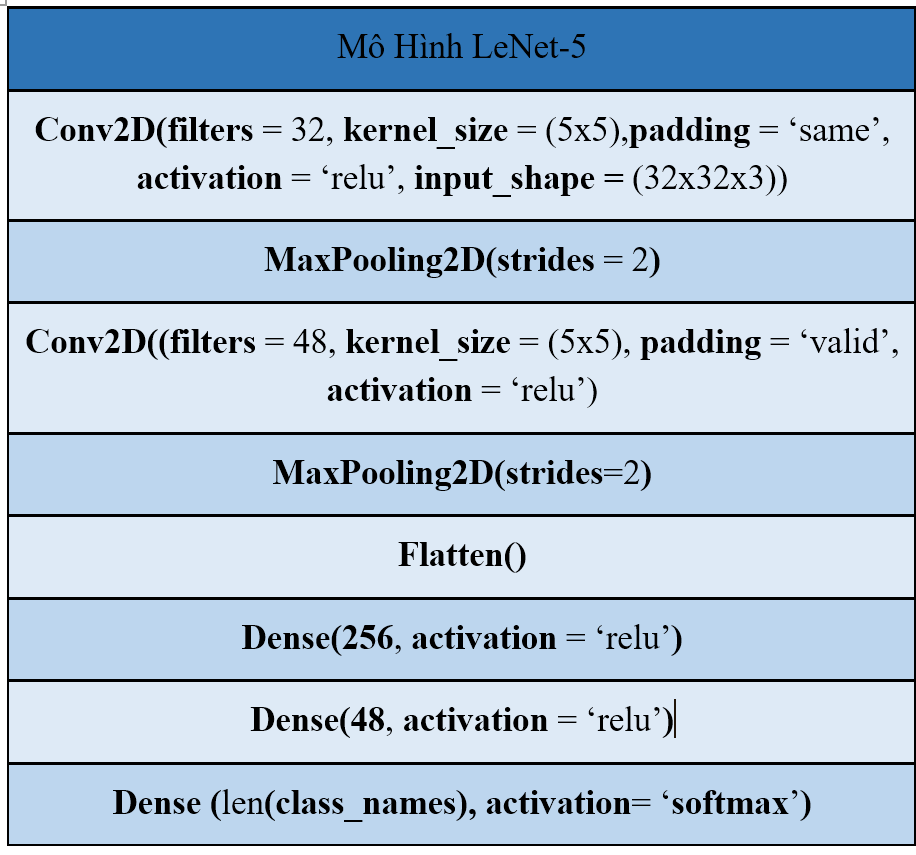 Mô Hình LeNet-5
Conv2D(filters = 32, kernel_size = (5x5),padding = ‘same’,
activation = ‘relu’, input_shape = (32x32x3))
MaxPooling2D(strides = 2)
Conv2D((filters = 48, kernel_size = (5x5), padding = ‘valid’,
activation = ‘relu’)
MaxPooling2D(strides=2)
Flatten()
Dense(256, activation = ‘relu’)
Dense(48, activation = ‘relu’)
Dense (len(class_names), activation= ‘softmax’)